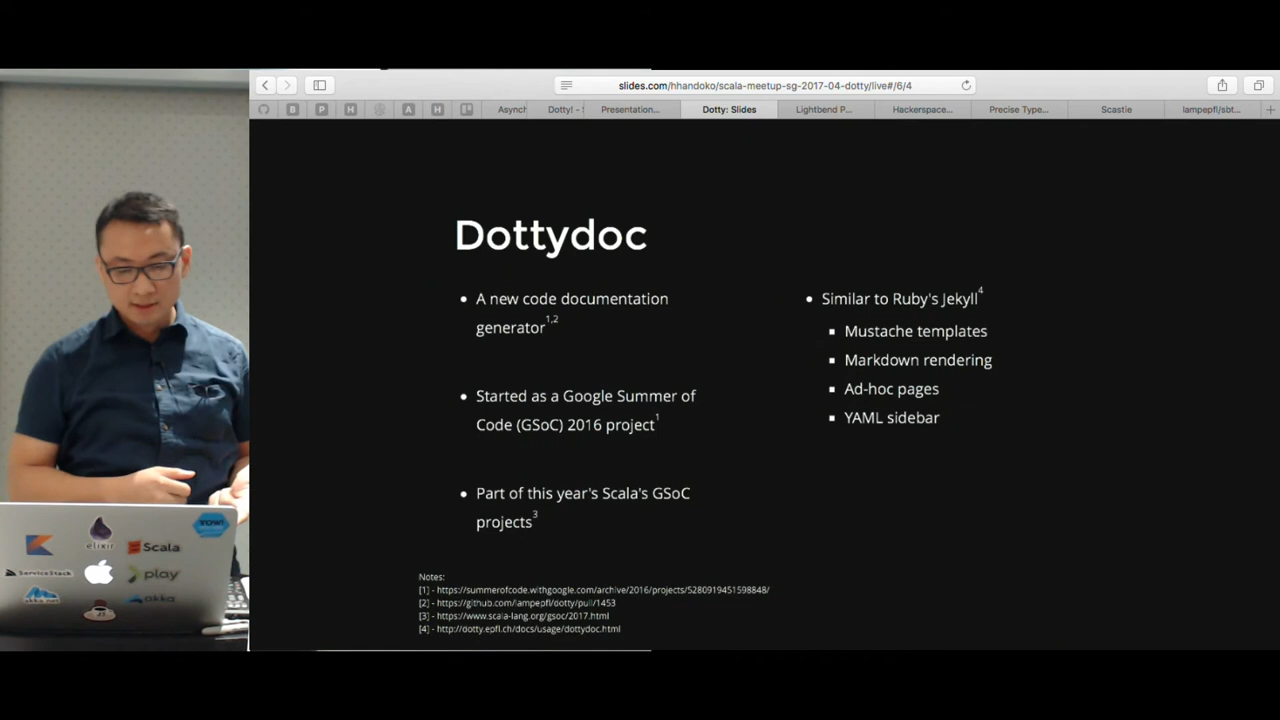 slides.com/hhandoko/scala-meetup-sg-2017-04-dotty/live#/6/4
B
P
H
A
H
Asynch
Dotty! - S
Presentation...
Dotty: Slides
Lightbend P...
Hackerspace...
Precise Type...
Scastie
lampepfl/sbt...
Dottydoc
A new code documentation
generator1,2
Started as a Google Summer of
Code (GSoC) 2016 project1
Part of this year's Scala's GSoC
projects3
Similar to Ruby's Jekyll4
Mustache templates
Markdown rendering
Ad-hoc pages
YAML sidebar
Notes:
[1] - https://summerofcode.withgoogle.com/archive/2016/projects/5280919451598848/
[2] - https://github.com/lampepfl/dotty/pull/1453
[3] - https://www.scala-lang.org/gsoc/2017.html
[4] - http://dotty.epfl.ch/docs/usage/dottydoc.html
YOW!
elixir
Scala
ServiceStack
play
akka